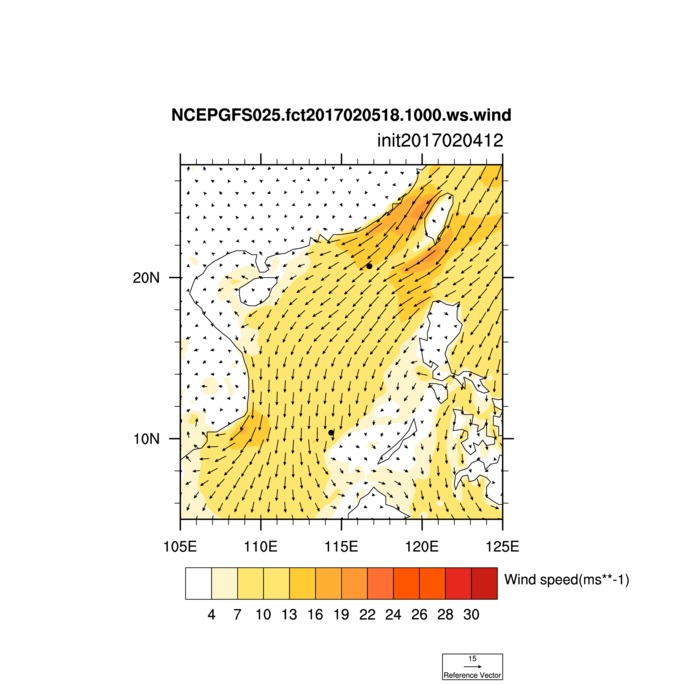 NCEPGFS025.fct2017020518.1000.ws.wind
init2017020412
20N
10N
105E 110E 115E 120E 125E
Wind speed(ms**-1)
4 7 10 13 16 19 22 24 26 28 30
15
Reference Vector